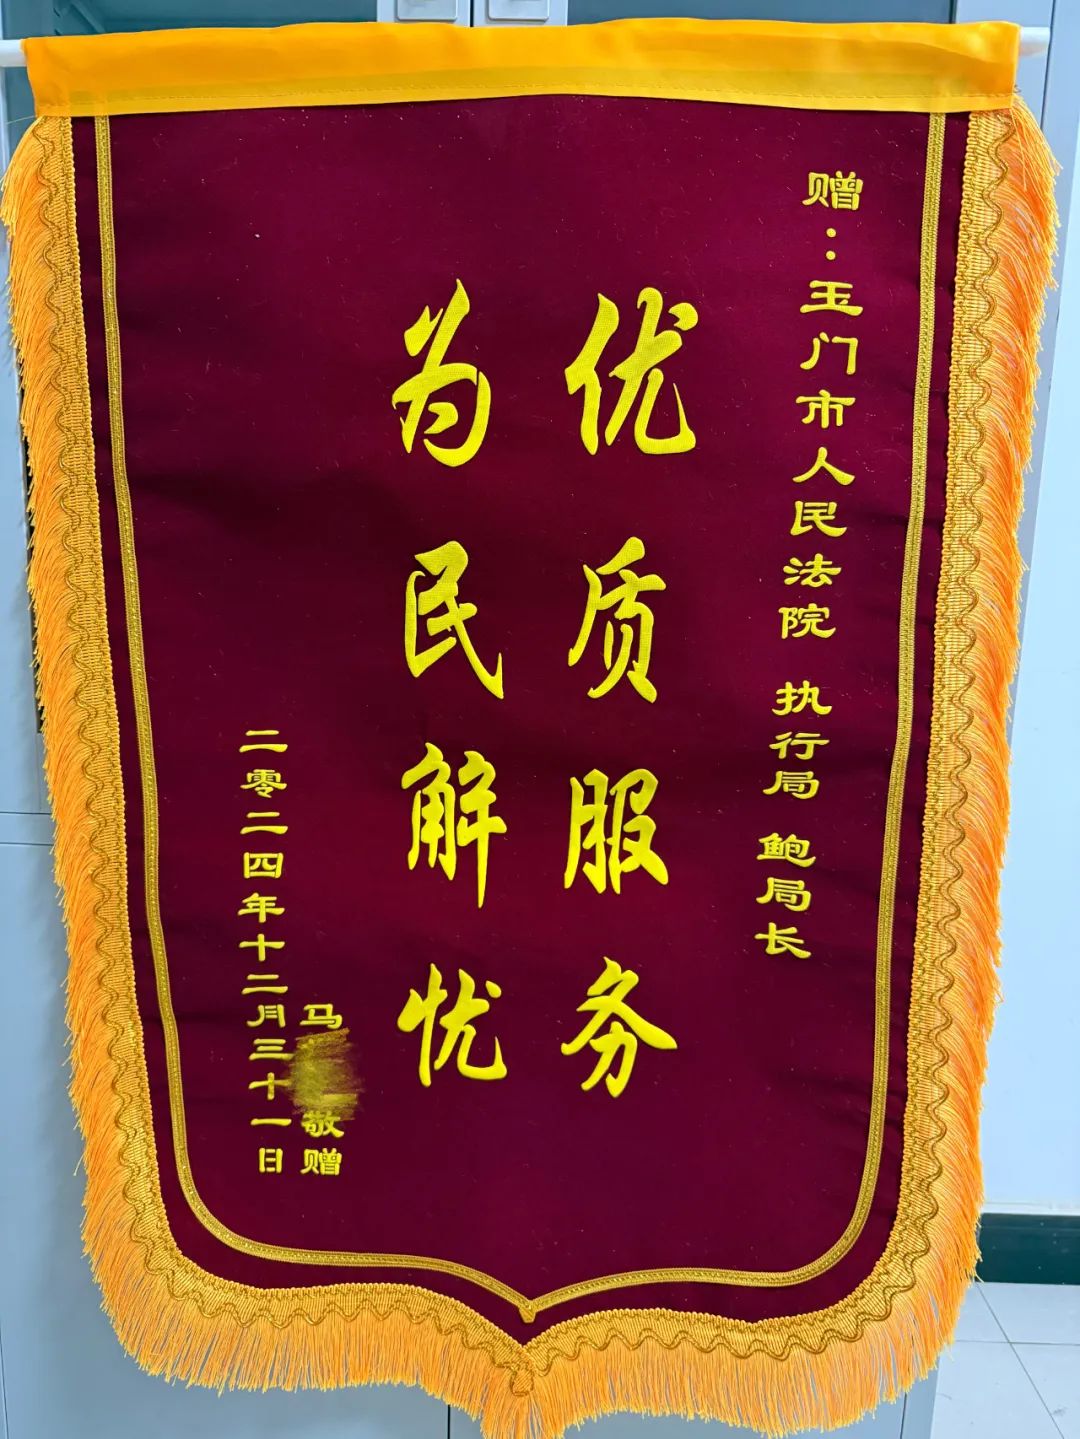 赠：玉门市人民法院 执行局 鲍局长
优质服务
为民解忧
马 敬赠
二零二四年十二月三十一日